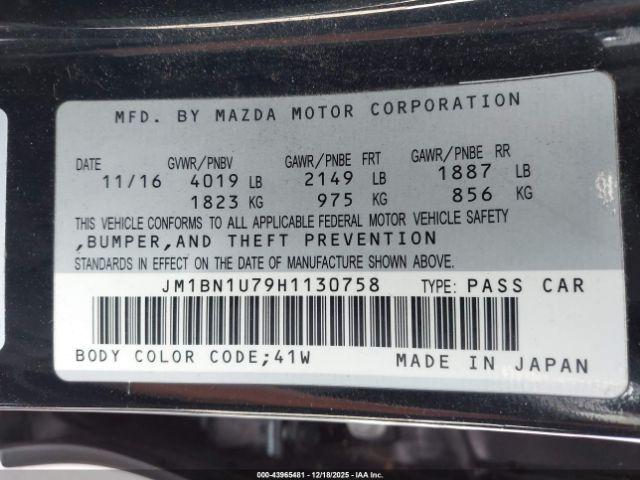 MFD. BY MAZDA MOTOR CORPORATION
DATE GVWR/PNBV GAWR/PNBE FRT GAWR/PNBE RR
11/16 4019 LB 2149 LB 1887 LB
1823 KG 975 KG 856 KG
THIS VEHICLE CONFORMS TO ALL APPLICABLE FEDERAL MOTOR VEHICLE SAFETY
,BUMPER,AND THEFT PREVENTION
STANDARDS IN EFFECT ON THE DATE OF MANUFACTURE SHOWN ABOVE.
JM1BN1U79H1130758 TYPE: PASS CAR
BODY COLOR CODE;41W MADE IN JAPAN
000-43965481 - 12/18/2025 - IAA Inc.